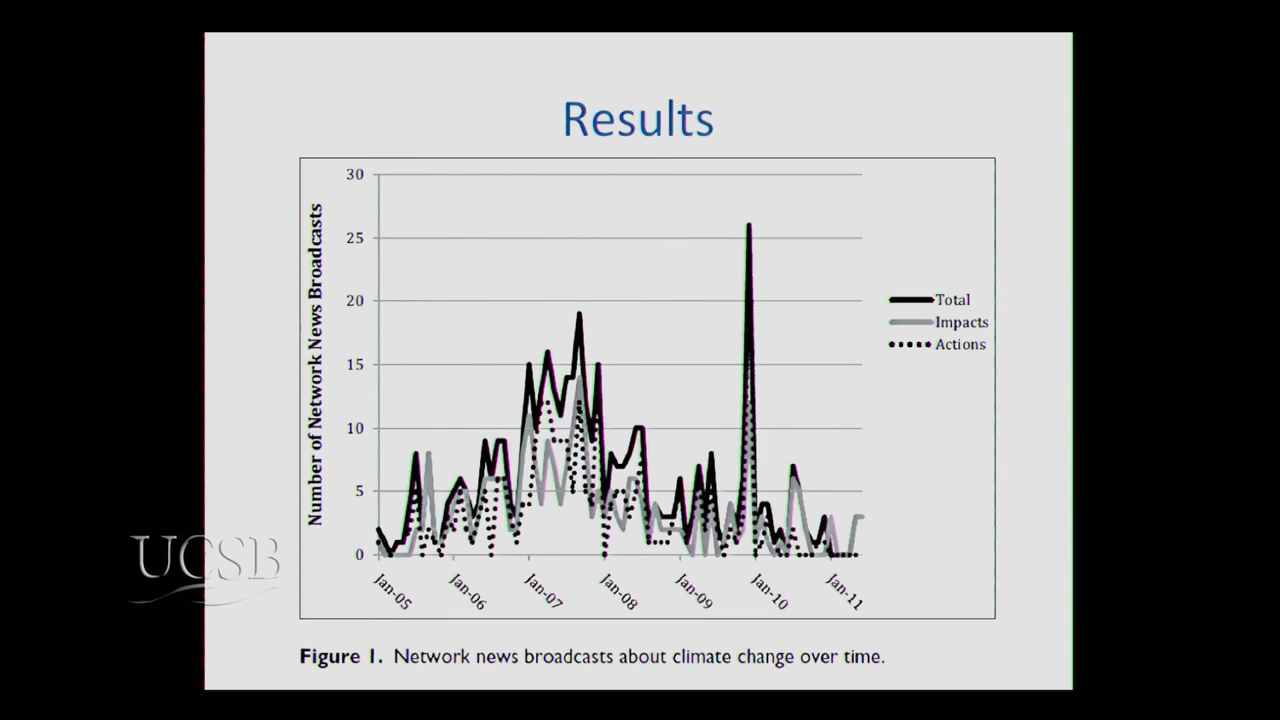 Results
Number of Network News Broadcasts
30
25
20
15
10
5
0
Jan-05
Jan-06
Jan-07
Jan-08
Jan-09
Jan-10
Jan-11
Total
Impacts
Actions
UCSB
Figure 1. Network news broadcasts about climate change over time.